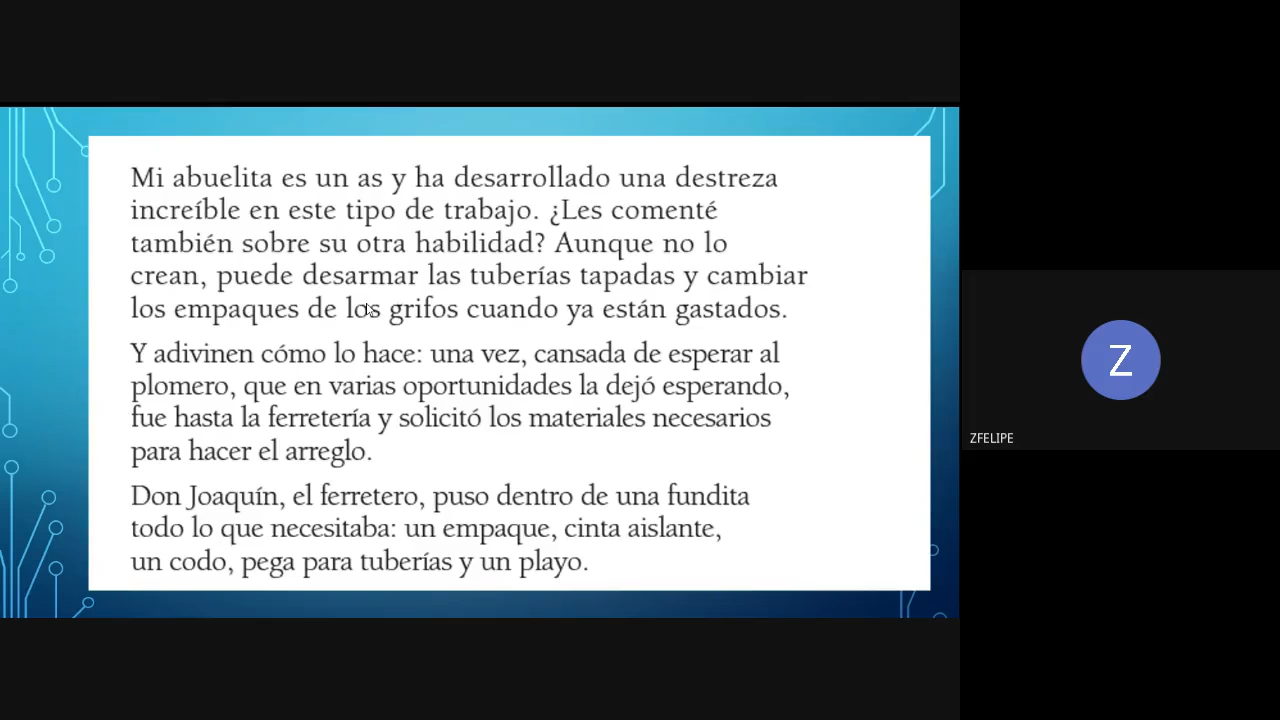 Mi abuelita es un as y ha desarrollado una destreza
increíble en este tipo de trabajo. ¿Les comenté
también sobre su otra habilidad? Aunque no lo
crean, puede desarmar las tuberías tapadas y cambiar
los empaques de los grifos cuando ya están gastados.
Y adivinen cómo lo hace: una vez, cansada de esperar al
plomero, que en varias oportunidades la dejó esperando,
fue hasta la ferretería y solicitó los materiales necesarios
para hacer el arreglo.
Don Joaquín, el ferretero, puso dentro de una fundita
todo lo que necesitaba: un empaque, cinta aislante,
un codo, pega para tuberías y un playo.
Z
ZFELIPE